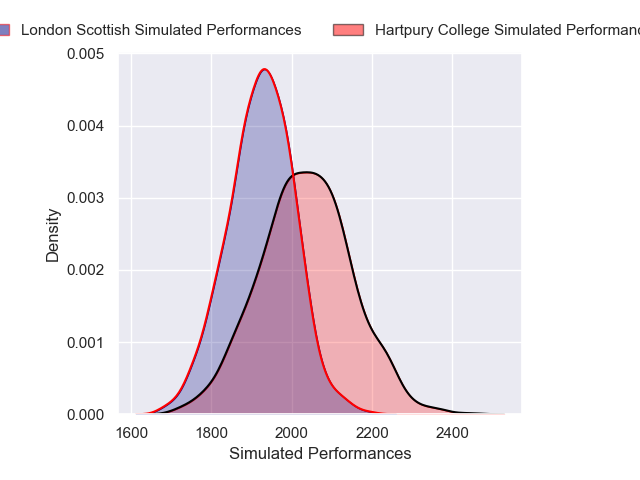 London Scottish Simulated Performances
Hartpury College Simulated
0.005
0.004
0.003
0.002
0.001
0.000
Density
1600 1800 2000 2200 2400
Simulated Performances